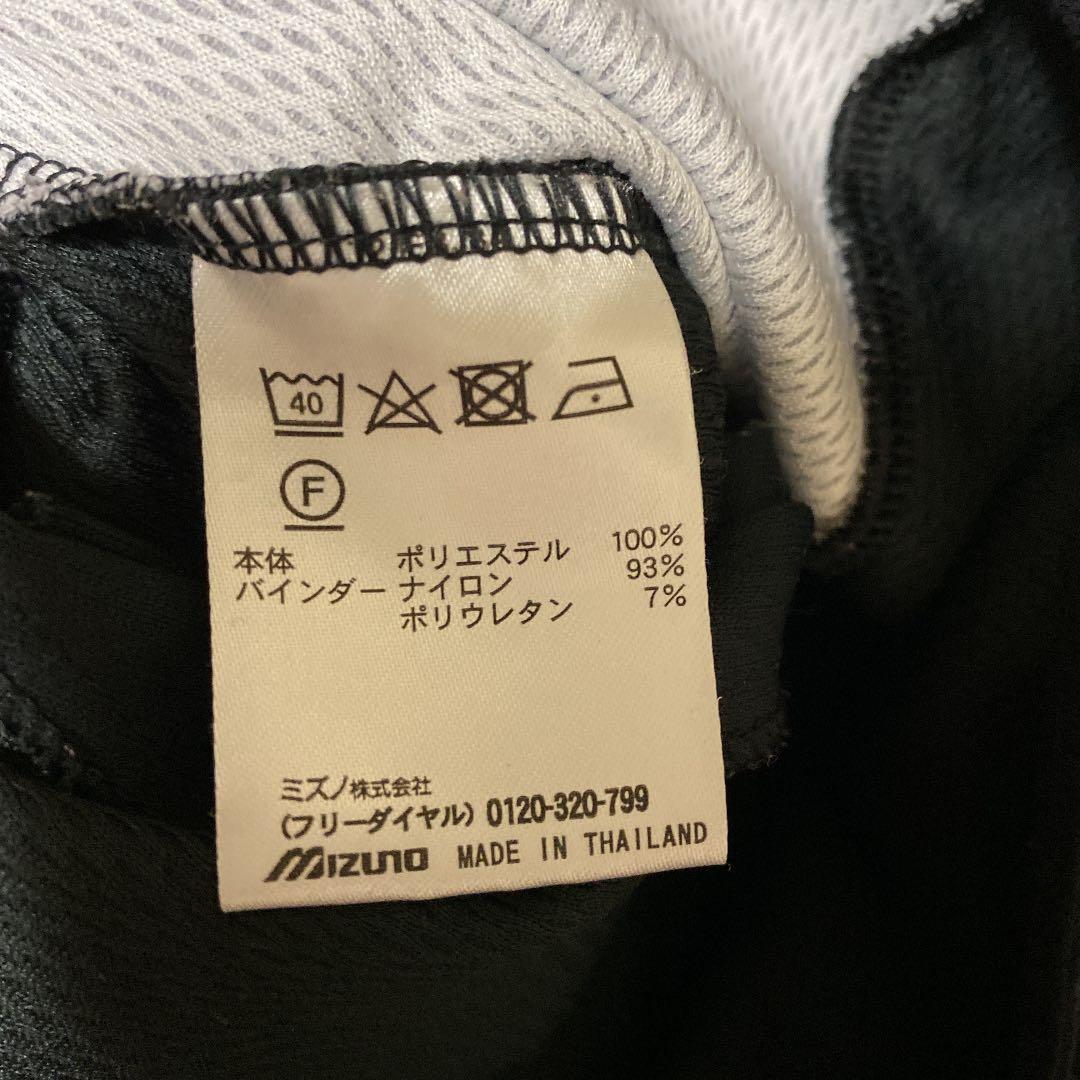 40
F
本体 ポリエステル 100%
バインダー ナイロン 93%
ポリウレタン 7%
ミズノ株式会社
(フリーダイヤル) 0120-320-799
MIZUNO MADE IN THAILAND